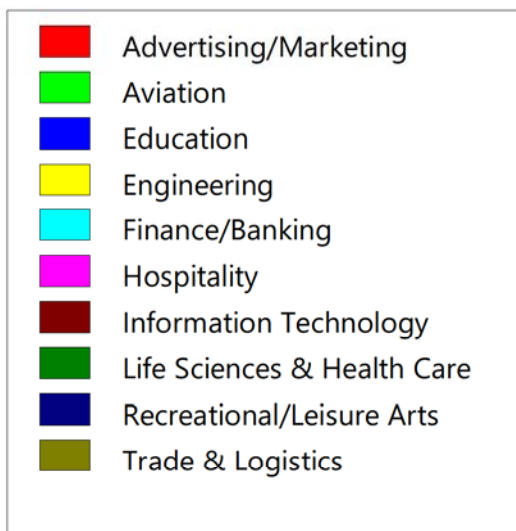 Advertising/Marketing
Aviation
Education
Engineering
Finance/Banking
Hospitality
Information Technology
Life Sciences & Health Care
Recreational/Leisure Arts
Trade & Logistics